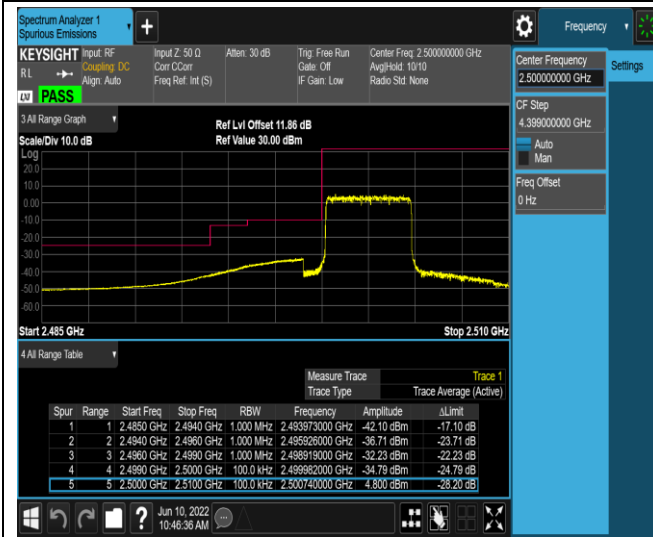 Spectrum Analyzer 1
Spurious Emissions
+
Frequency
KEYSIGHT Input: RF Input Z: 50 Ω Atten: 30 dB Trig: Free Run Center Freq: 2.500000000 GHz
RL Coupling: DC Corr CCorr Gate: Off Avg|Hold: 10/10
Align: Auto Freq Ref: Int (S) IF Gain: Low Radio Std: None
LXI PASS
Center Frequency
2.500000000 GHz
Settings
CF Step
4.399000000 GHz
Auto
Man
Freq Offset
0 Hz
3 All Range Graph
Ref Lvl Offset 11.86 dB
Scale/Div 10.0 dB Ref Value 30.00 dBm
Log
20.0
10.0
0.00
-10.0
-20.0
-30.0
-40.0
-50.0
-60.0
Start 2.485 GHz Stop 2.510 GHz
4 All Range Table
Measure Trace Trace 1
Trace Type Trace Average (Active)
Spur Range Start Freq Stop Freq RBW Frequency Amplitude ΔLimit
1 1 2.4850 GHz 2.4940 GHz 1.000 MHz 2.493973000 GHz -42.10 dBm -17.10 dB
2 2 2.4940 GHz 2.4960 GHz 1.000 MHz 2.495926000 GHz -36.71 dBm -23.71 dB
3 3 2.4960 GHz 2.4990 GHz 1.000 MHz 2.498919000 GHz -32.23 dBm -22.23 dB
4 4 2.4990 GHz 2.5000 GHz 100.0 kHz 2.499982000 GHz -34.79 dBm -24.79 dB
5 5 2.5000 GHz 2.5100 GHz 100.0 kHz 2.500740000 GHz 4.800 dBm -28.20 dB
? Jun 10, 2022
10:46:36 AM